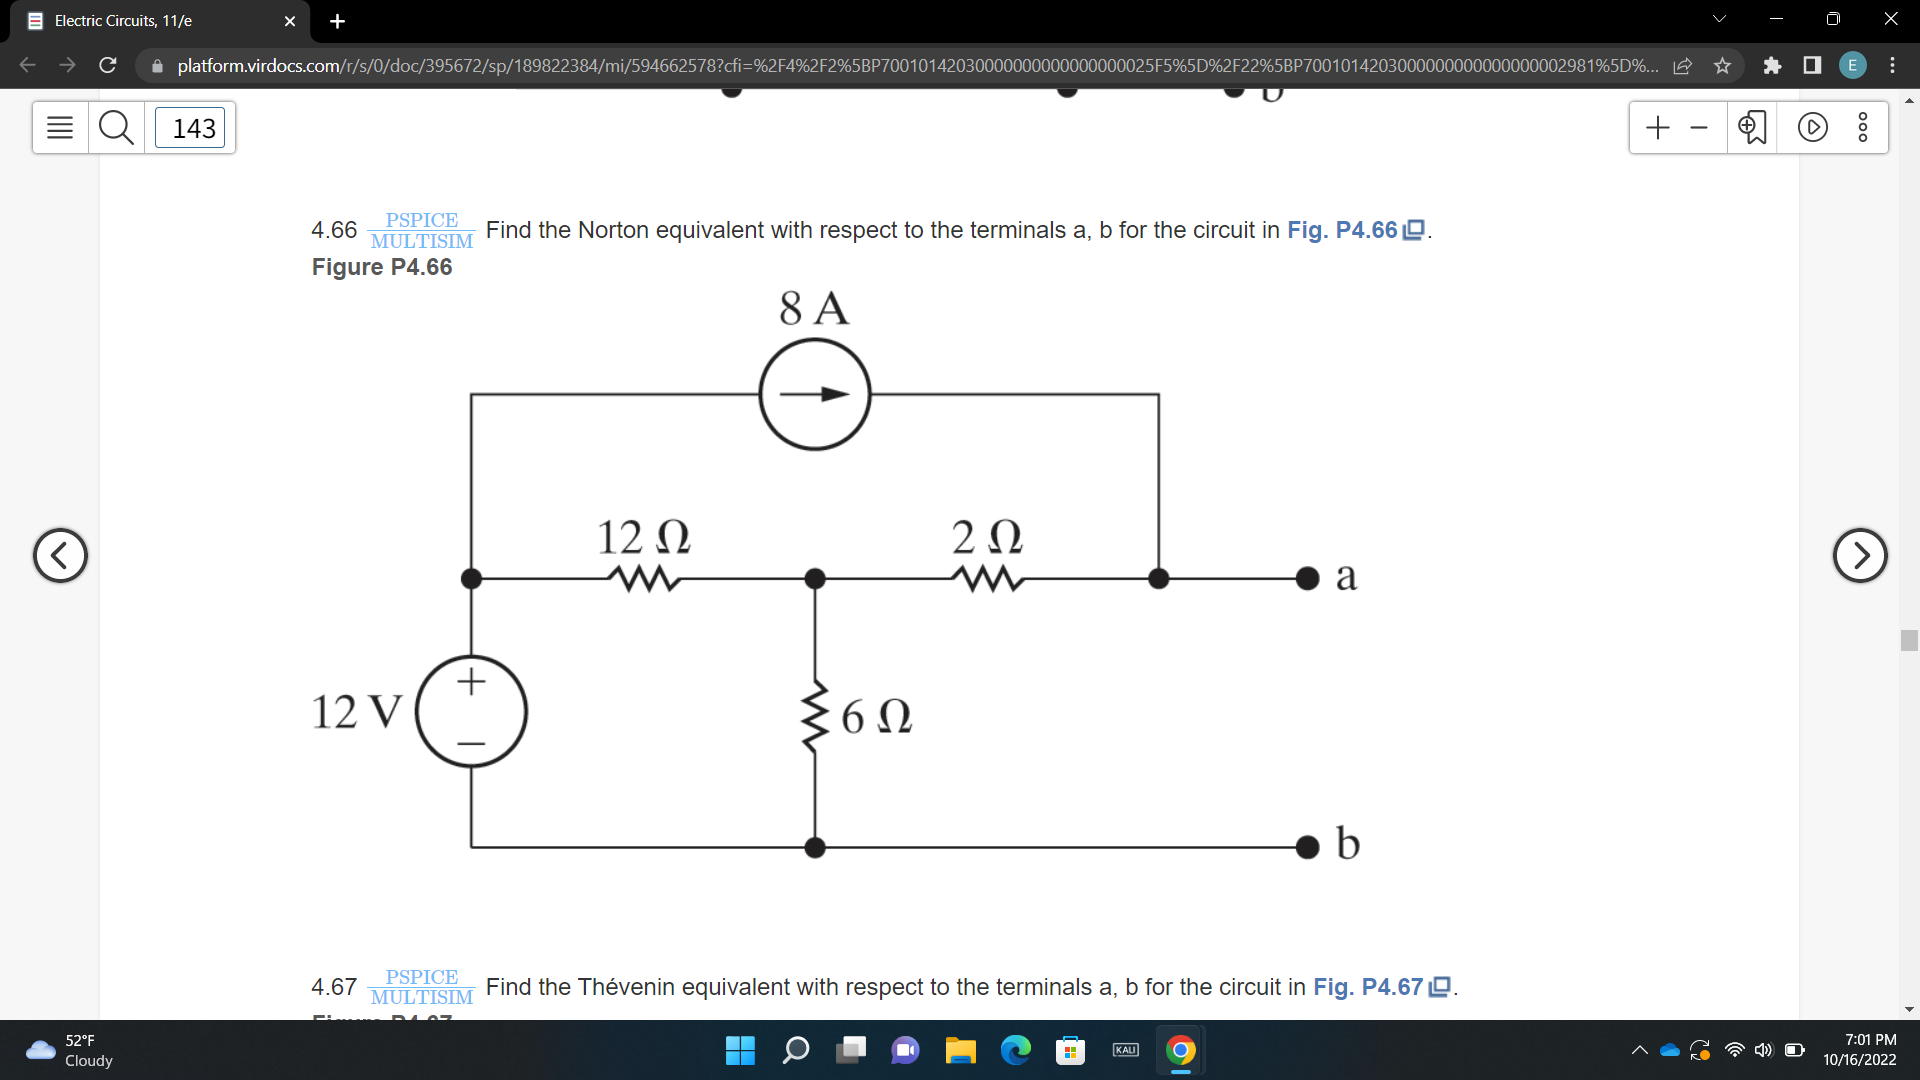 Electric Circuits, 11/e
platform.virdocs.com/r/s/0/doc/395672/sp/189822384/mi/594662578?cfi=%2F4%2F2%5BP7001014203000000000000000025F5%5D%2F22%5BP7001014203000000000000000002981%5D%...
E
b
143
4.66 PSPICE MULTISIM Find the Norton equivalent with respect to the terminals a, b for the circuit in Fig. P4.66.
Figure P4.66
8 A
12 Ω
2 Ω
a
12 V
+
−
6 Ω
b
4.67 PSPICE MULTISIM Find the Thévenin equivalent with respect to the terminals a, b for the circuit in Fig. P4.67.
52°F
Cloudy
KALI
7:01 PM
10/16/2022